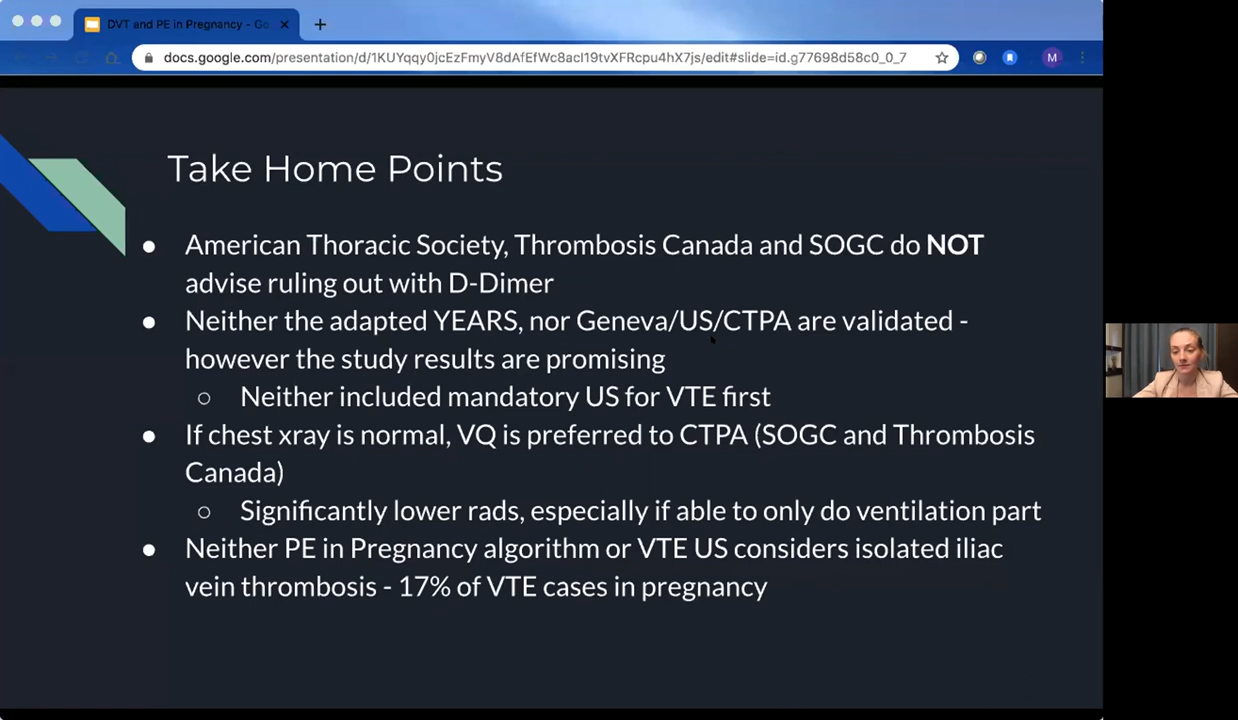 DVT and PE in Pregnancy - Go
docs.google.com/presentation/d/1KUYqqy0jcEzFmyV8dAfEfWc8acI19tvXFRcpu4hX7js/edit#slide=id.g77698d58c0_0_7
M
Take Home Points
● American Thoracic Society, Thrombosis Canada and SOGC do NOT
advise ruling out with D-Dimer
● Neither the adapted YEARS, nor Geneva/US/CTPA are validated -
however the study results are promising
○ Neither included mandatory US for VTE first
● If chest xray is normal, VQ is preferred to CTPA (SOGC and Thrombosis
Canada)
○ Significantly lower rads, especially if able to only do ventilation part
● Neither PE in Pregnancy algorithm or VTE US considers isolated iliac
vein thrombosis - 17% of VTE cases in pregnancy